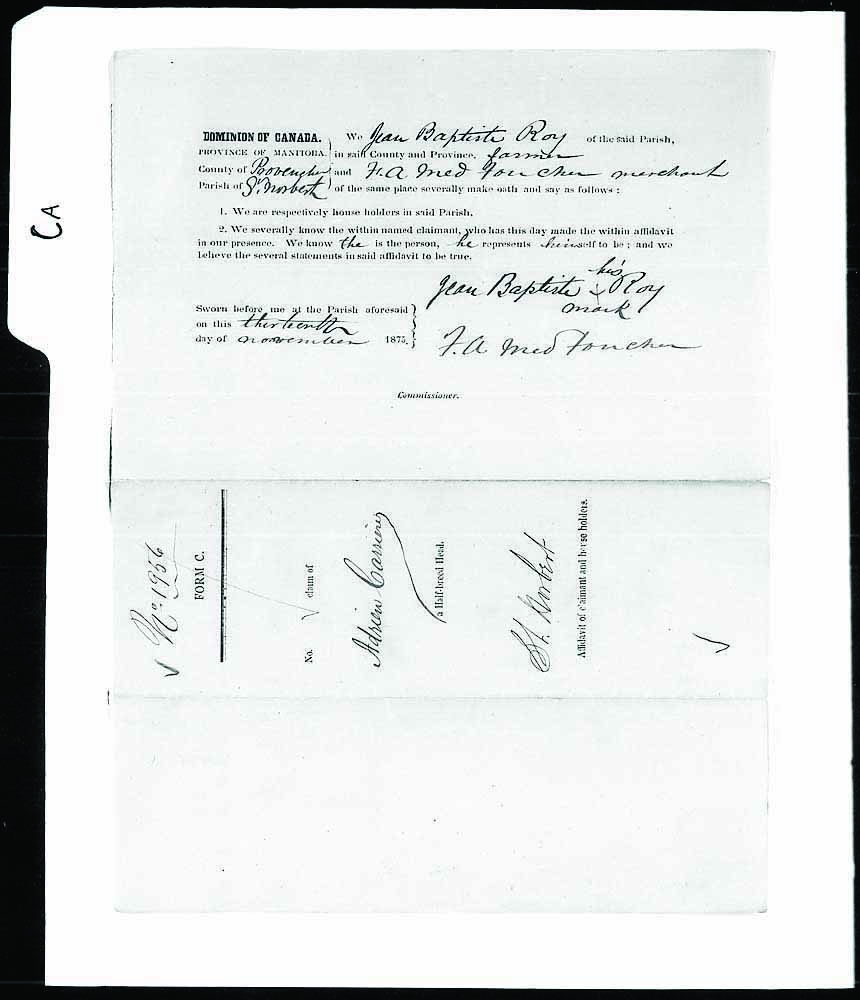 CA
DOMINION OF CANADA. We Jean Baptiste Roy of the said Parish,
PROVINCE OF MANITOBA. in said County and Province, farmer
County of Provencher and F. A. Med Foucher merchant
Parish of St. Norbert of the same place severally make oath and say as follows :
1. We are respectively house holders in said Parish.
2. We severally know the within named claimant, who has this day made the within affidavit
in our presence. We know the is the person, he represents himself to be ; and we
believe the several statements in said affidavit to be true.
his
Jean Baptiste x Roy
mark
Sworn before me at the Parish aforesaid
on this thirteenth
day of november 1875.
F. A. Med Foucher
Commissioner.
No 1956
FORM C.
No. claim of
Adrien Carriere
a Half-breed Head.
St. Norbert
Affidavit of claimant and house holders.